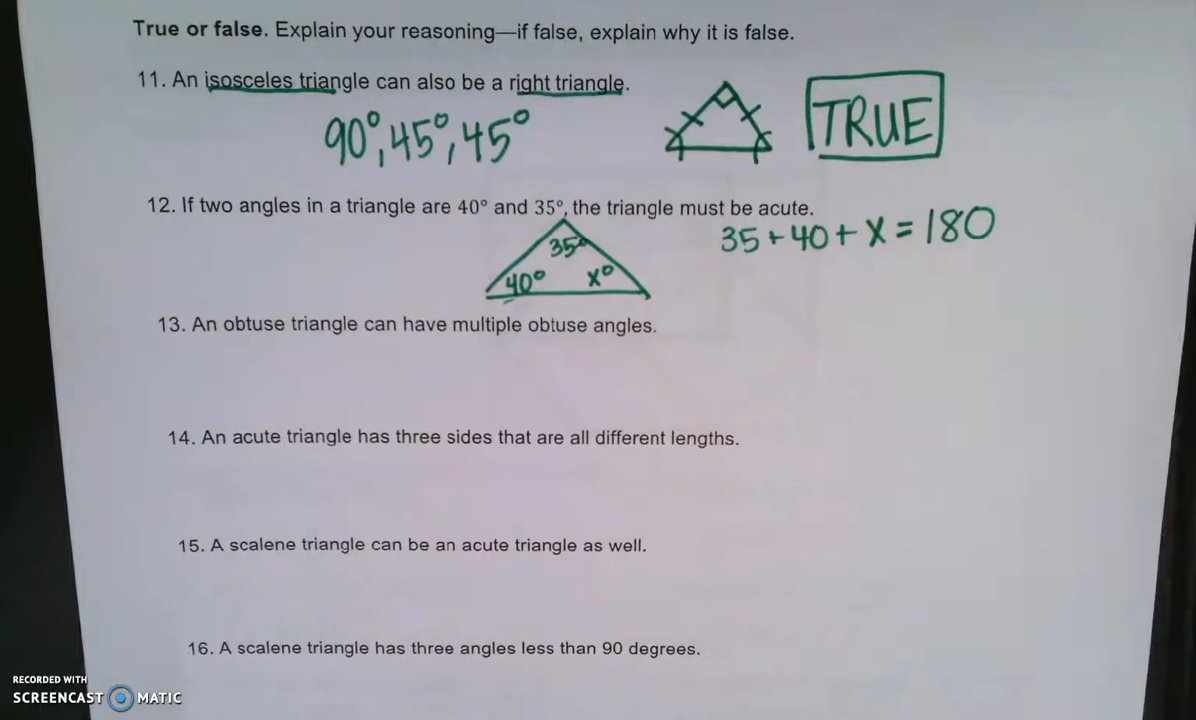 True or false. Explain your reasoning—if false, explain why it is false.
11. An isosceles triangle can also be a right triangle.
90°, 45°, 45°
TRUE
12. If two angles in a triangle are 40° and 35°, the triangle must be acute.
35 + 40 + x = 180
35°
40° x°
13. An obtuse triangle can have multiple obtuse angles.
14. An acute triangle has three sides that are all different lengths.
15. A scalene triangle can be an acute triangle as well.
16. A scalene triangle has three angles less than 90 degrees.
RECORDED WITH
SCREENCAST MATIC